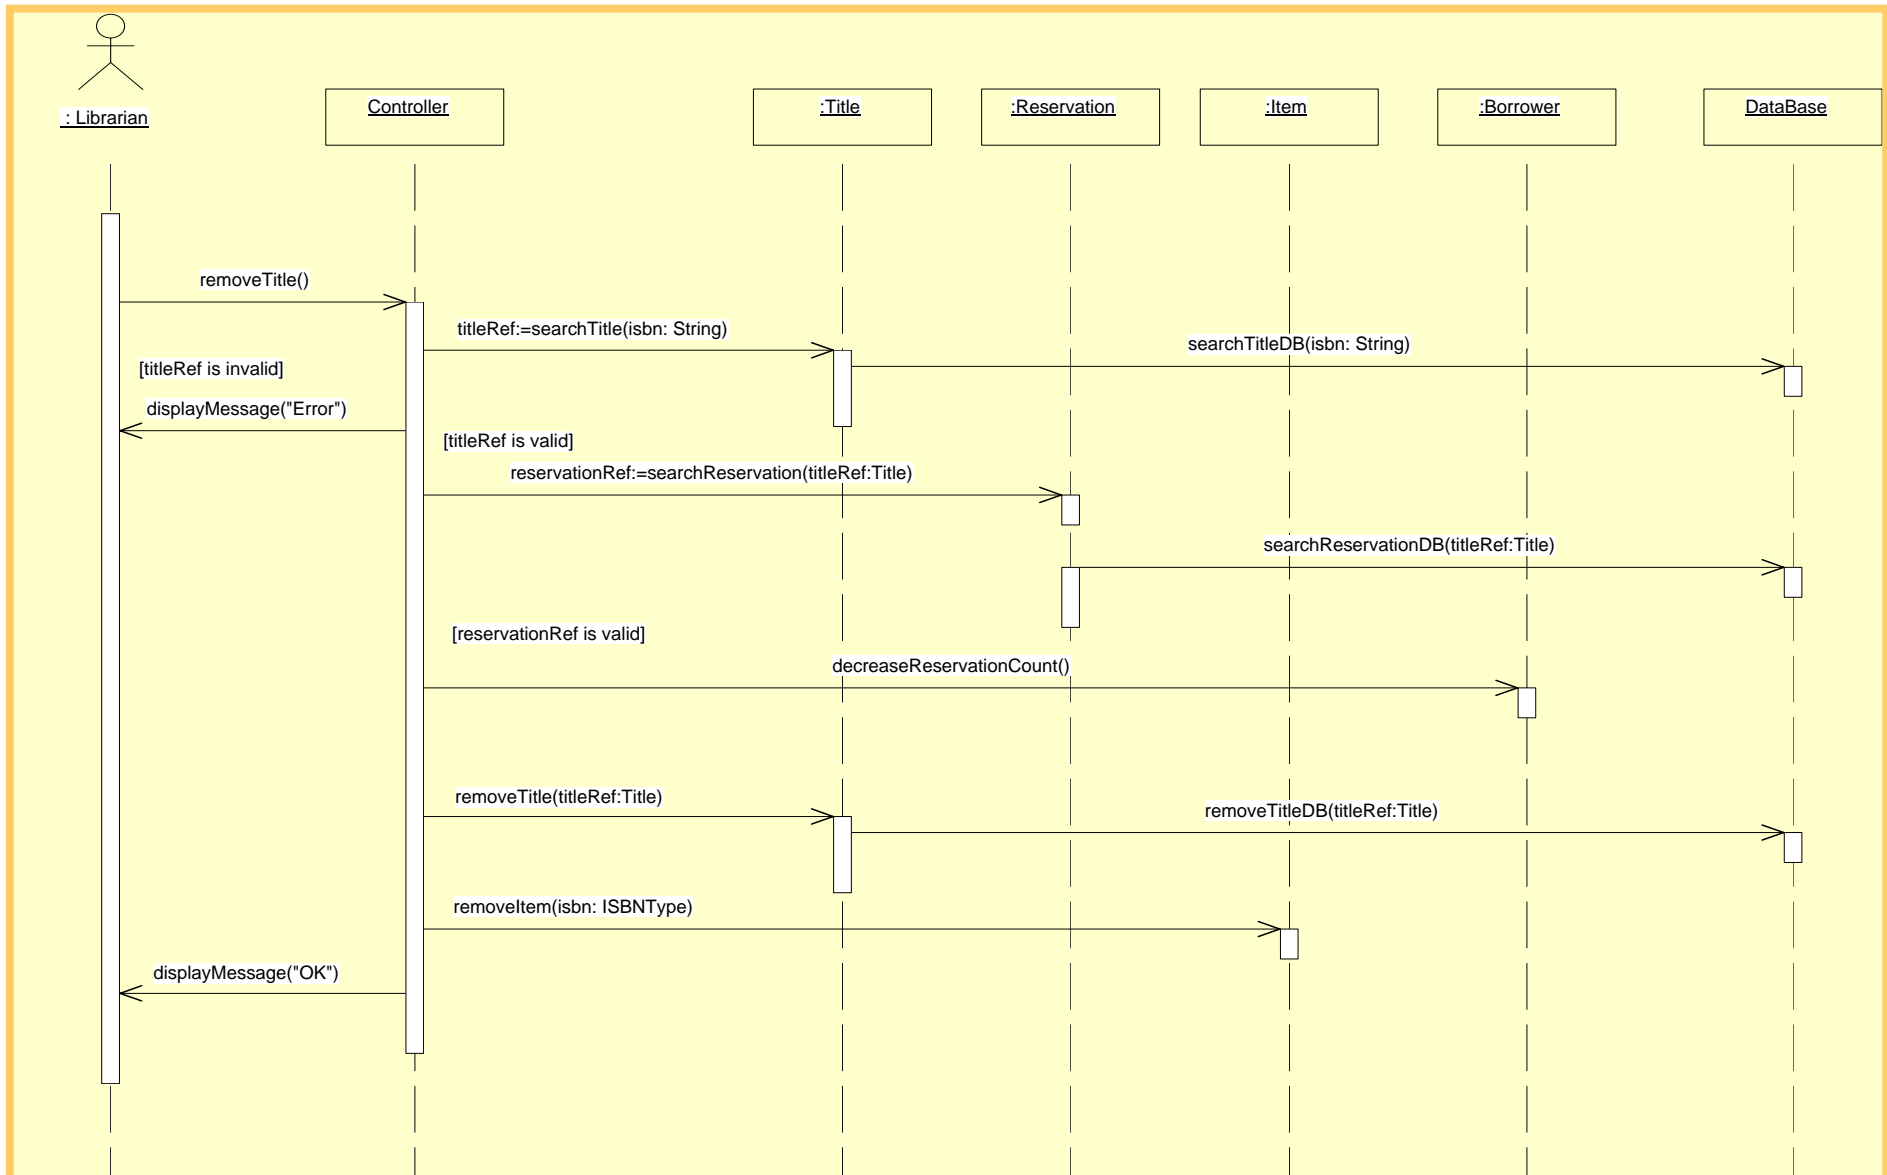 : Librarian
Controller
:Title
:Reservation
:Item
:Borrower
DataBase
removeTitle()
titleRef:=searchTitle(isbn: String)
searchTitleDB(isbn: String)
[titleRef is invalid]
displayMessage("Error")
[titleRef is valid]
reservationRef:=searchReservation(titleRef:Title)
searchReservationDB(titleRef:Title)
[reservationRef is valid]
decreaseReservationCount()
removeTitle(titleRef:Title)
removeTitleDB(titleRef:Title)
removeItem(isbn: ISBNType)
displayMessage("OK")